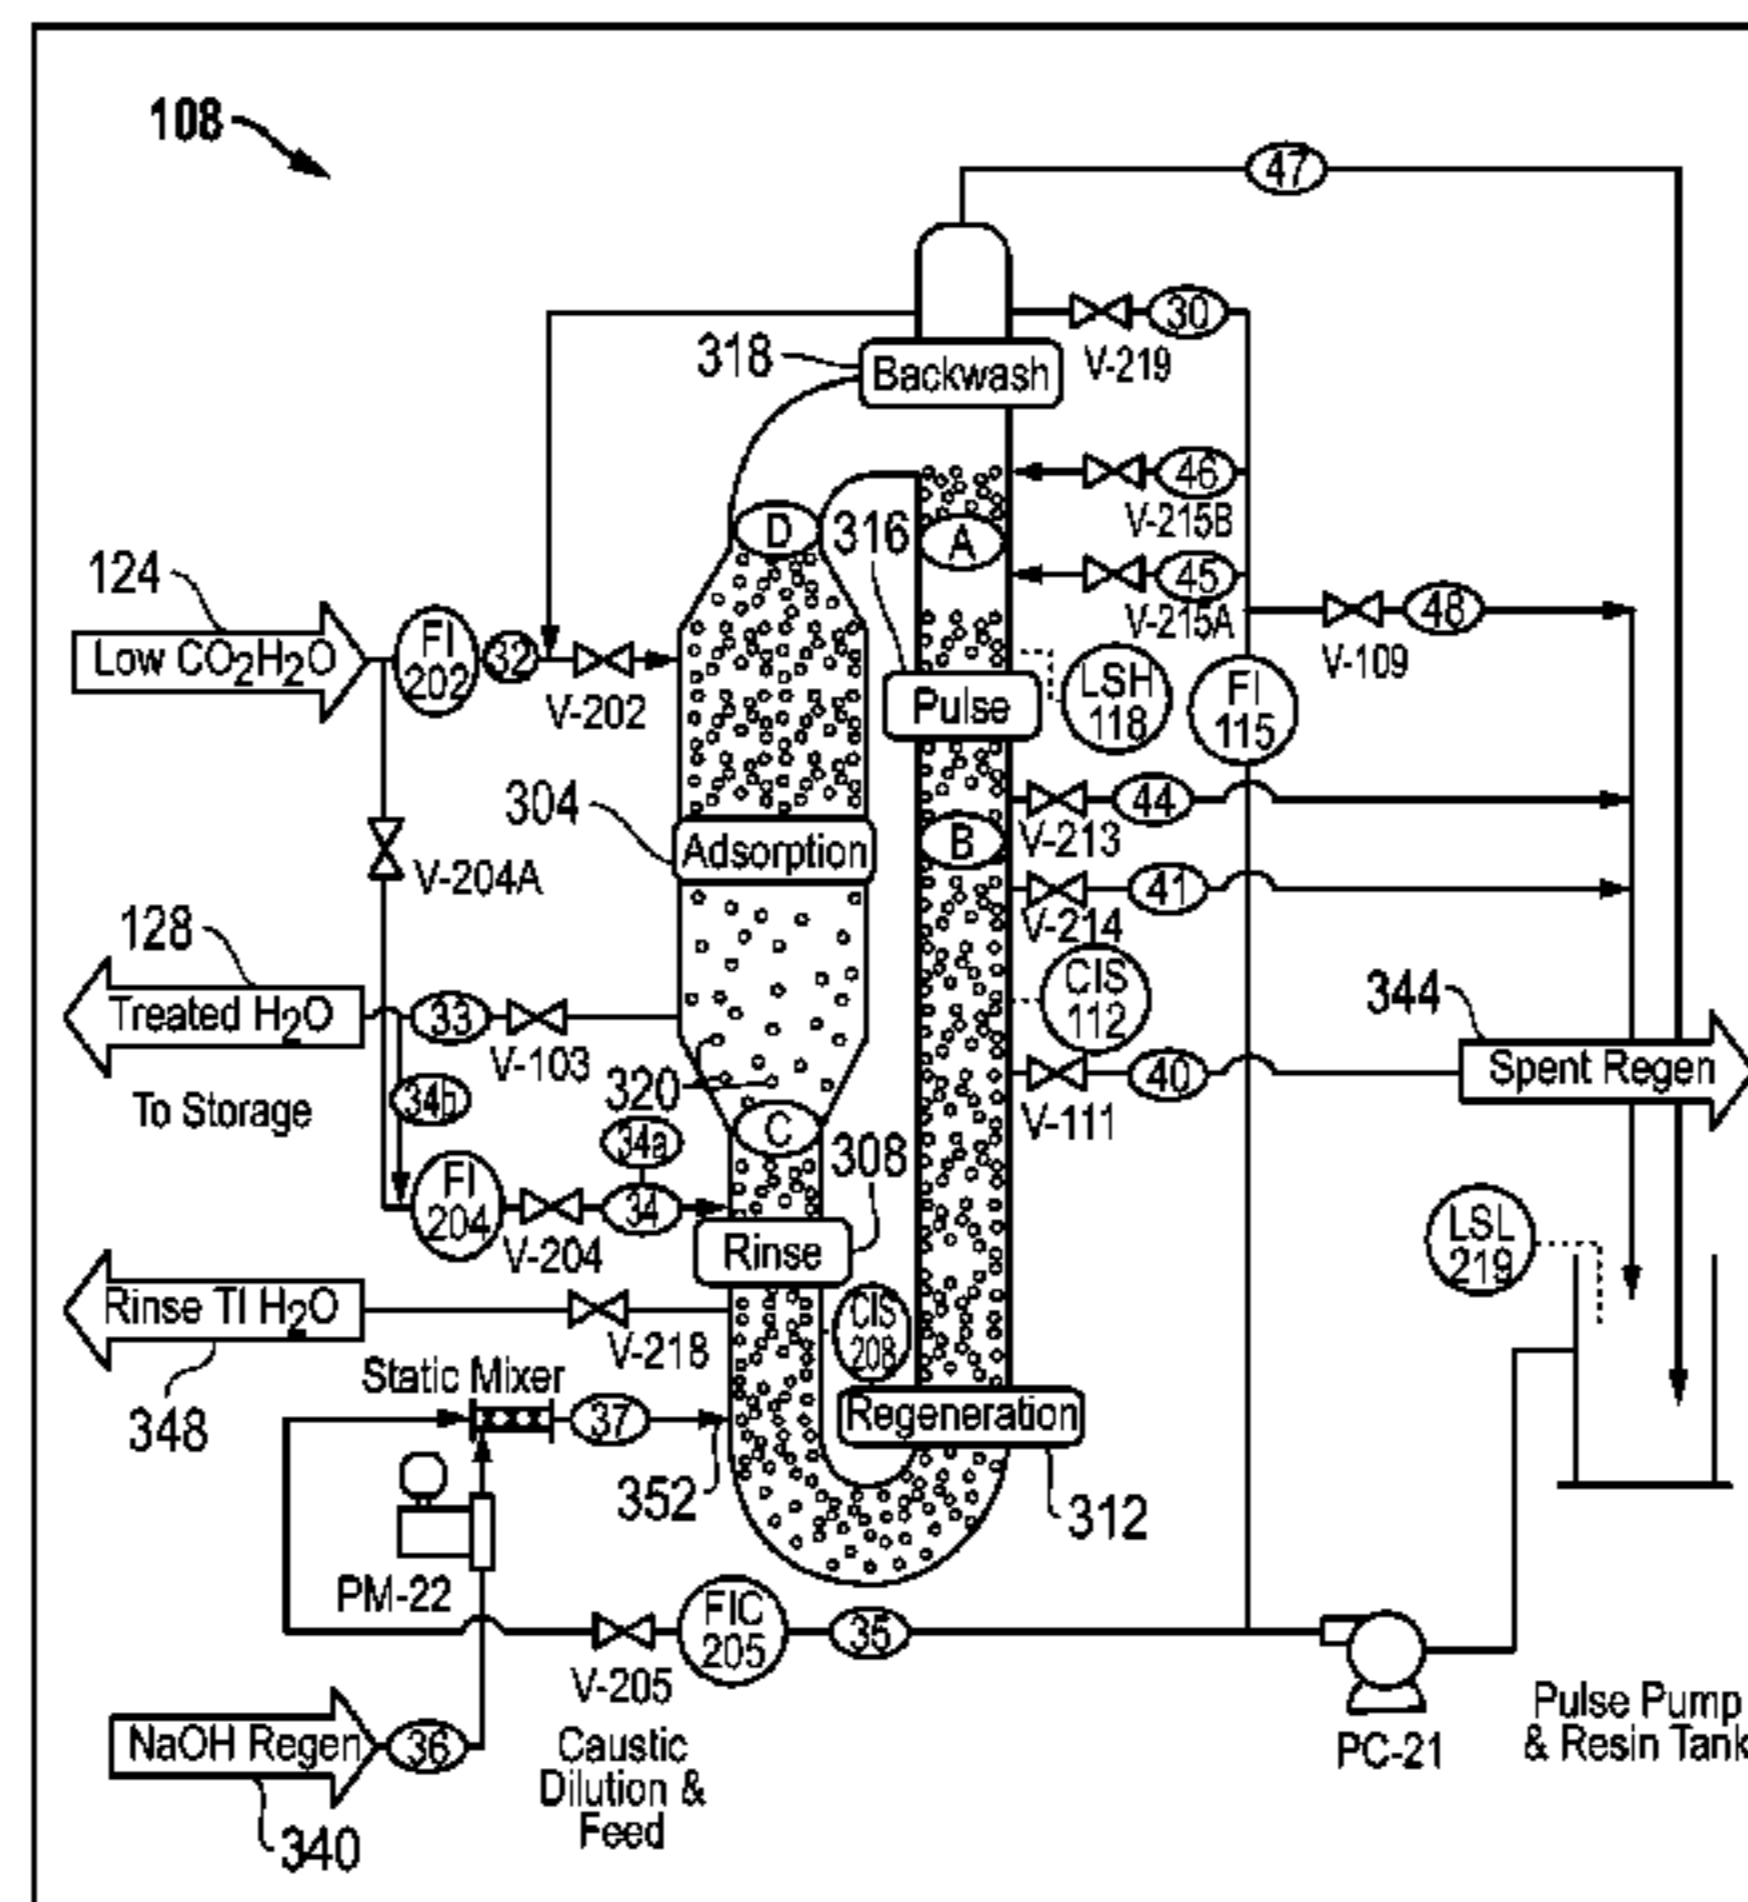 108
47
30
V-219
318
Backwash
46
V-215B
D
316
A
45
V-215A
124
Low CO2H2O
FI
202
32
V-202
48
V-109
LSH
118
FI
115
Pulse
304
44
V-213
Adsorption
B
V-204A
41
V-214
128
CIS
112
344
Treated H2O
33
V-103
320
40
V-111
Spent Regen
To Storage
34b
34a
C
308
FI
204
V-204
34
Rinse
LSL
219
Rinse TI H2O
V-218
CIS
208
348
Static Mixer
37
352
Regeneration
312
PM-22
V-205
FIC
205
35
PC-21
Pulse Pump
& Resin Tank
NaOH Regen
36
Caustic
Dilution &
Feed
340